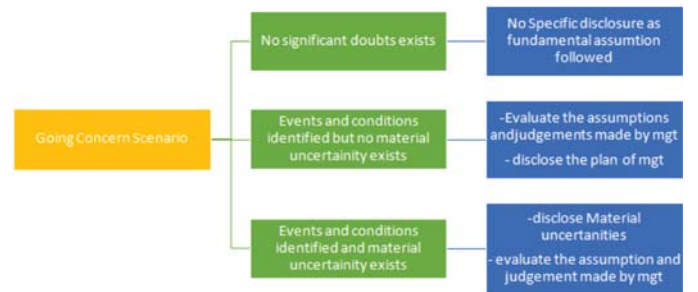 No significant doubts exists
No Specific disclosure as
fundamental assumtion
followed
Going Concern Scenario
Events and conditions
identified but no material
uncertainity exists
-Evaluate the assumptions
andjudgements made by mgt
- disclose the plan of mgt
Events and conditions
identified and material
uncertainity exists
-disclose Material
uncertanities
- evaluate the assumption and
judgement made by mgt